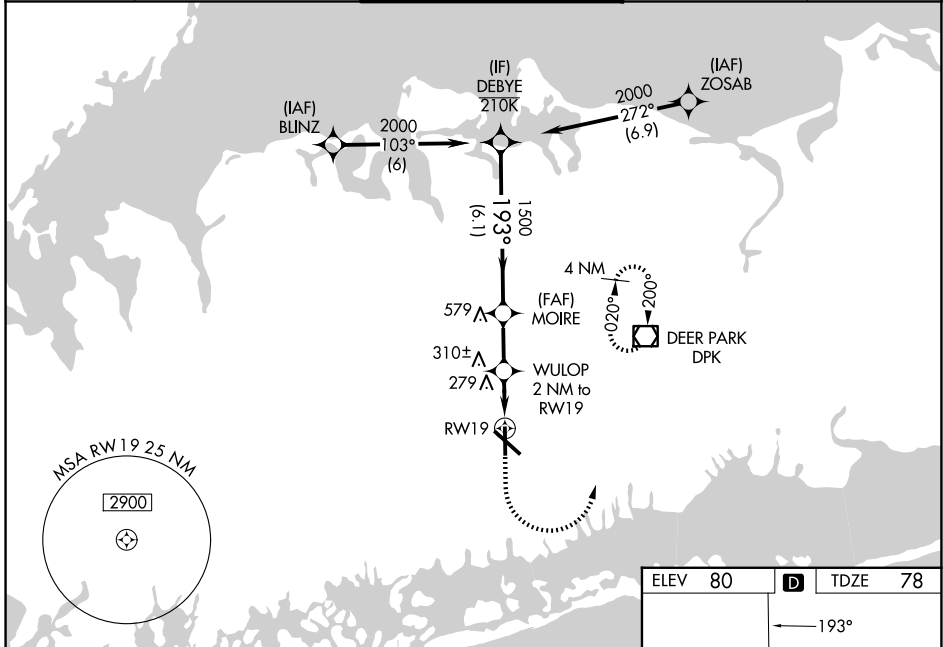 (IAF)
BLINZ
2000
103°
(6)
(IF)
DEBYE
210K
(IAF)
ZOSAB
2000
272°
(6.9)
1500
193°
(6.1)
4 NM
020°
200°
DEER PARK
DPK
579
(FAF)
MOIRE
310±
279
WULOP
2 NM to
RW19
RW19
MSA RW19 25 NM
2900
ELEV 80 D TDZE 78
193°